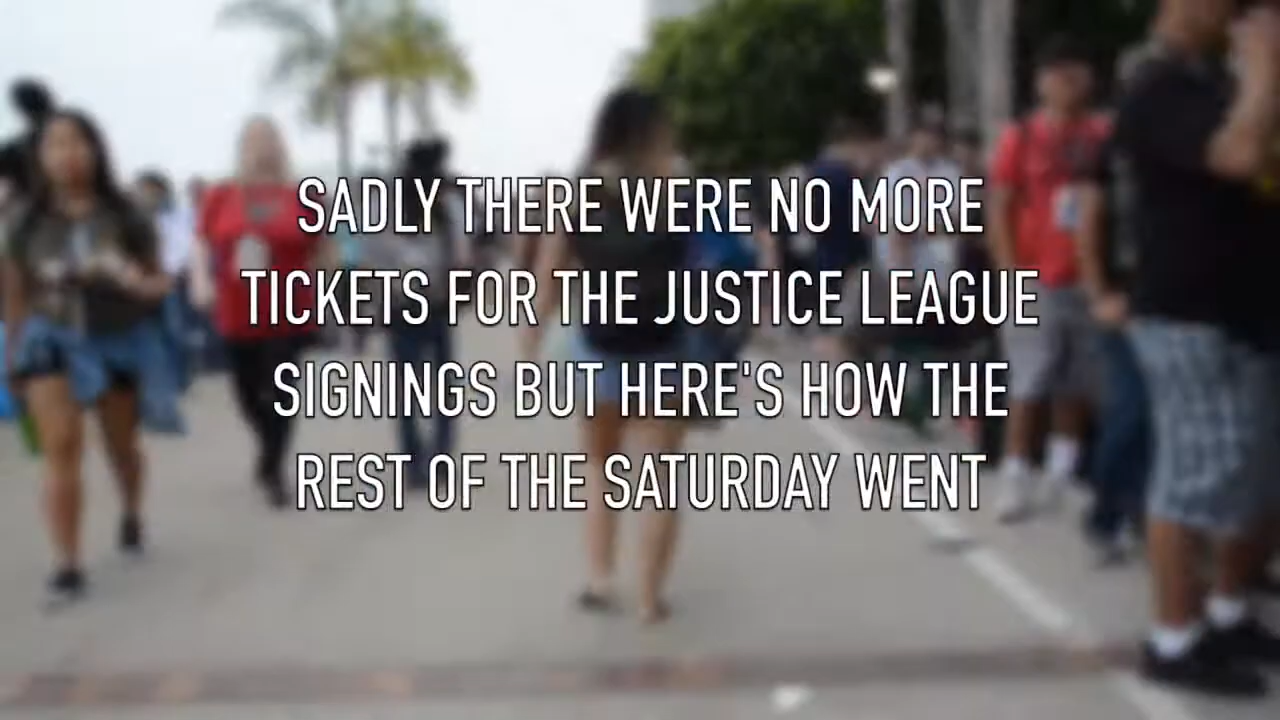 SADLY THERE WERE NO MORE
TICKETS FOR THE JUSTICE LEAGUE
SIGNINGS BUT HERE'S HOW THE
REST OF THE SATURDAY WENT